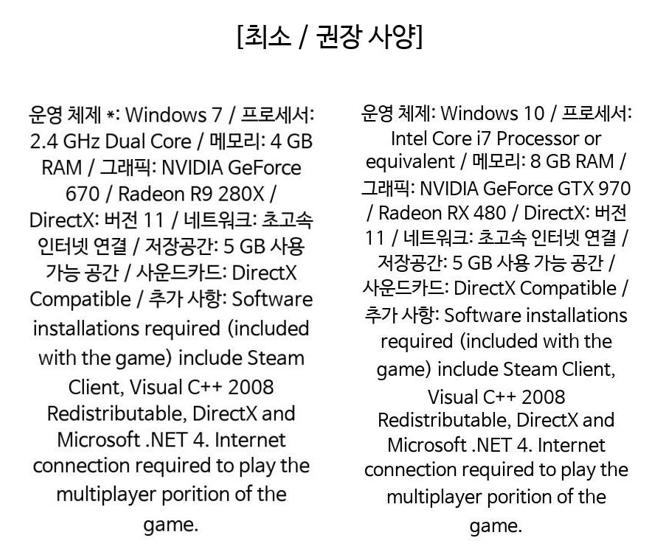 [최소 / 권장 사양]
운영 체제 *: Windows 7 / 프로세서:
2.4 GHz Dual Core / 메모리: 4 GB
RAM / 그래픽: NVIDIA GeForce
670 / Radeon R9 280X /
DirectX: 버전 11 / 네트워크: 초고속
인터넷 연결 / 저장공간: 5 GB 사용
가능 공간 / 사운드카드: DirectX
Compatible / 추가 사항: Software
installations required (included
with the game) include Steam
Client, Visual C++ 2008
Redistributable, DirectX and
Microsoft .NET 4. Internet
connection required to play the
multiplayer porition of the
game.
운영 체제: Windows 10 / 프로세서:
Intel Core i7 Processor or
equivalent / 메모리: 8 GB RAM /
그래픽: NVIDIA GeForce GTX 970
/ Radeon RX 480 / DirectX: 버전
11 / 네트워크: 초고속 인터넷 연결 /
저장공간: 5 GB 사용 가능 공간 /
사운드카드: DirectX Compatible /
추가 사항: Software installations
required (included with the
game) include Steam Client,
Visual C++ 2008
Redistributable, DirectX and
Microsoft .NET 4. Internet
connection required to play the
multiplayer porition of the
game.